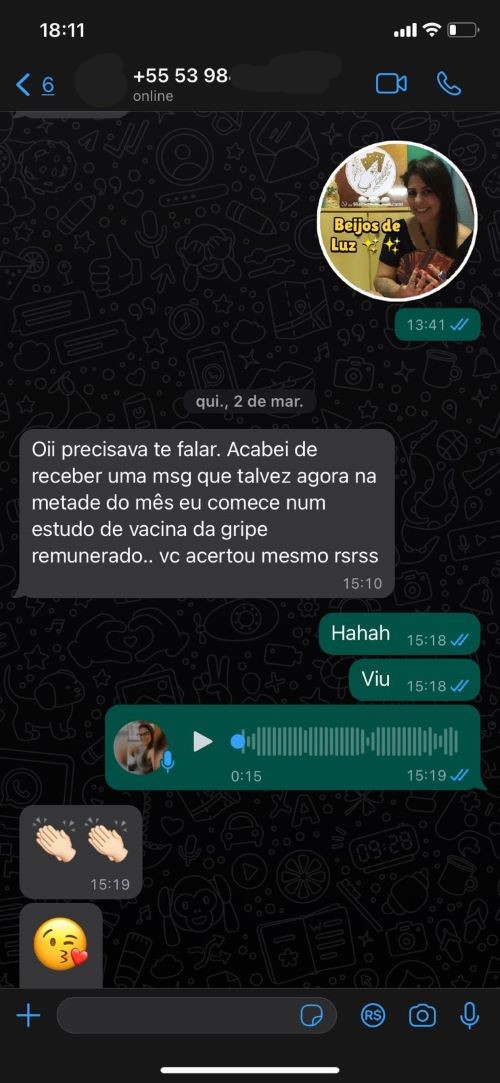 18:11
6
+55 53 98
online
Beijos de
Luz
13:41
qui., 2 de mar.
Oii precisava te falar. Acabei de
receber uma msg que talvez agora na
metade do mês eu comece num
estudo de vacina da gripe
remunerado.. vc acertou mesmo rsrss
15:10
Hahah 15:18
Viu 15:18
0:15 15:19
15:19
R$